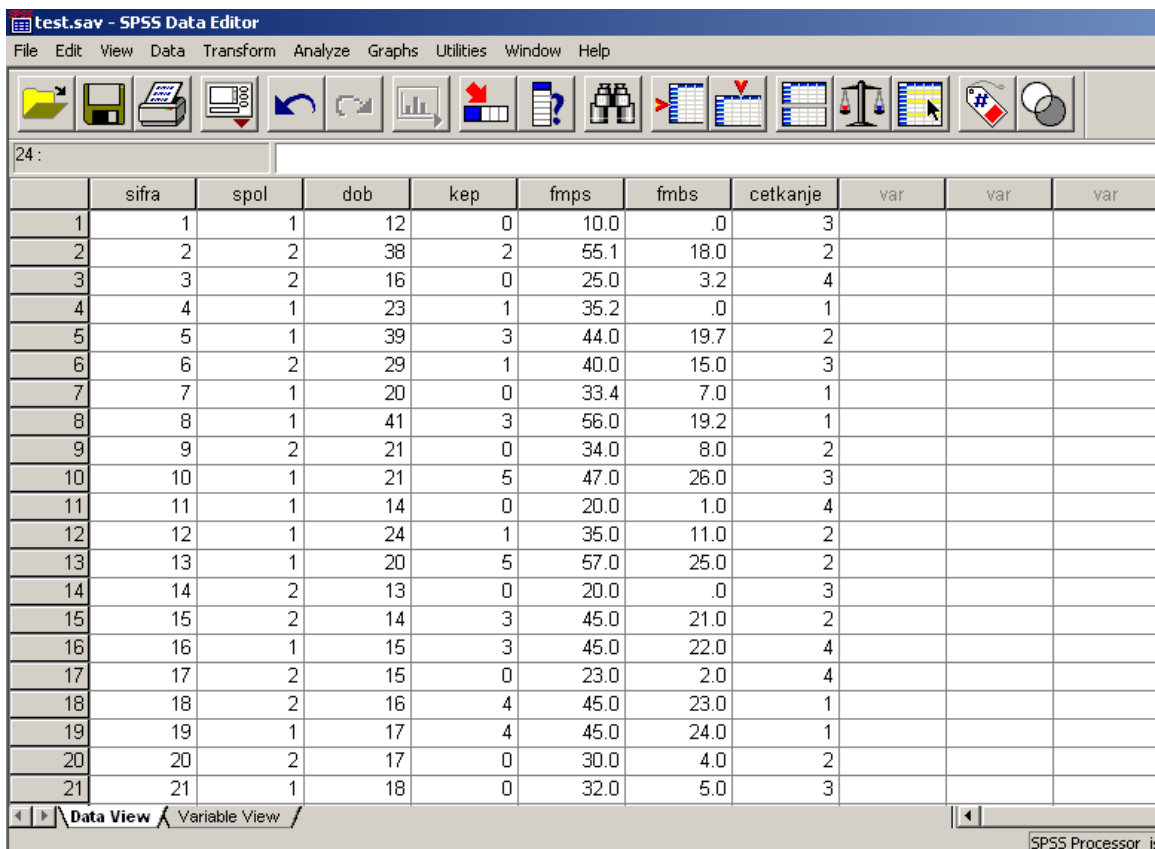 test.sav - SPSS Data Editor
File Edit View Data Transform Analyze Graphs Utilities Window Help
24 :
sifra spol dob kep fmps fmbs cetkanje var var var
1 1 1 12 0 10.0 .0 3
2 2 2 38 2 55.1 18.0 2
3 3 2 16 0 25.0 3.2 4
4 4 1 23 1 35.2 .0 1
5 5 1 39 3 44.0 19.7 2
6 6 2 29 1 40.0 15.0 3
7 7 1 20 0 33.4 7.0 1
8 8 1 41 3 56.0 19.2 1
9 9 2 21 0 34.0 8.0 2
10 10 1 21 5 47.0 26.0 3
11 11 1 14 0 20.0 1.0 4
12 12 1 24 1 35.0 11.0 2
13 13 1 20 5 57.0 25.0 2
14 14 2 13 0 20.0 .0 3
15 15 2 14 3 45.0 21.0 2
16 16 1 15 3 45.0 22.0 4
17 17 2 15 0 23.0 2.0 4
18 18 2 16 4 45.0 23.0 1
19 19 1 17 4 45.0 24.0 1
20 20 2 17 0 30.0 4.0 2
21 21 1 18 0 32.0 5.0 3
Data View Variable View
SPSS Processor is